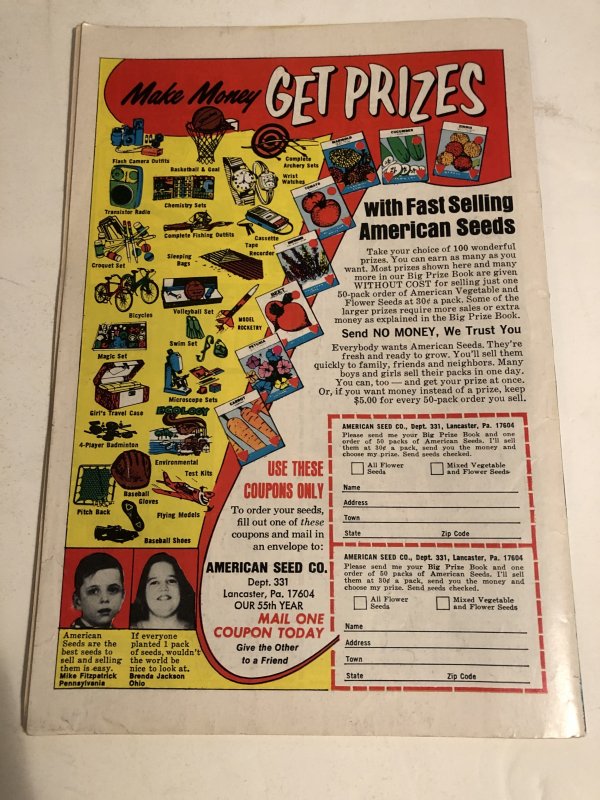 Make Money GET PRIZES
Flash Camera Outfits
Basketball & Goal
Complete
Archery Sets
Wrist
Watches
Transistor Radio
Chemistry Sets
Complete Fishing Outfits
Cassette
Tape
Recorder
Croquet Set
Sleeping
Bags
Bicycles
Volleyball Set
MODEL
ROCKETRY
Swim Set
Magic Set
Microscope Sets
Girl's Travel Case
ECOLOGY
4-Player Badminton
Environmental
Test Kits
Baseball
Gloves
Pitch Back
Flying Models
Baseball Shoes
MARIGOLD
CUCUMBER
ZINNIA
TOMATO
BEET
PETUNIA
CARROT
with Fast Selling
American Seeds
Take your choice of 100 wonderful
prizes. You can earn as many as you
want. Most prizes shown here and many
more in our Big Prize Book are given
WITHOUT COST for selling just one
50-pack order of American Vegetable and
Flower Seeds at 30¢ a pack. Some of the
larger prizes require more sales or extra
money as explained in the Big Prize Book.
Send NO MONEY, We Trust You
Everybody wants American Seeds. They're
fresh and ready to grow. You'll sell them
quickly to family, friends and neighbors. Many
boys and girls sell their packs in one day.
You can, too — and get your prize at once.
Or, if you want money instead of a prize, keep
$5.00 for every 50-pack order you sell.
USE THESE
COUPONS ONLY
To order your seeds,
fill out one of these
coupons and mail in
an envelope to:
AMERICAN SEED CO.
Dept. 331
Lancaster, Pa. 17604
OUR 55th YEAR
MAIL ONE
COUPON TODAY
Give the Other
to a Friend
AMERICAN SEED CO., Dept. 331, Lancaster, Pa. 17604
Please send me your Big Prize Book and one
order of 50 packs of American Seeds. I'll sell
them at 30¢ a pack, send you the money and
choose my prize. Send seeds checked.
All Flower
Seeds
Mixed Vegetable
and Flower Seeds
Name
Address
Town
State Zip Code
AMERICAN SEED CO., Dept. 331, Lancaster, Pa. 17604
Please send me your Big Prize Book and one
order of 50 packs of American Seeds. I'll sell
them at 30¢ a pack, send you the money and
choose my prize. Send seeds checked.
All Flower
Seeds
Mixed Vegetable
and Flower Seeds
Name
Address
Town
State Zip Code
American
Seeds are the
best seeds to
sell and selling
them is easy.
Mike Fitzpatrick
Pennsylvania
If everyone
planted 1 pack
of seeds, wouldn't
the world be
nice to look at.
Brenda Jackson
Ohio